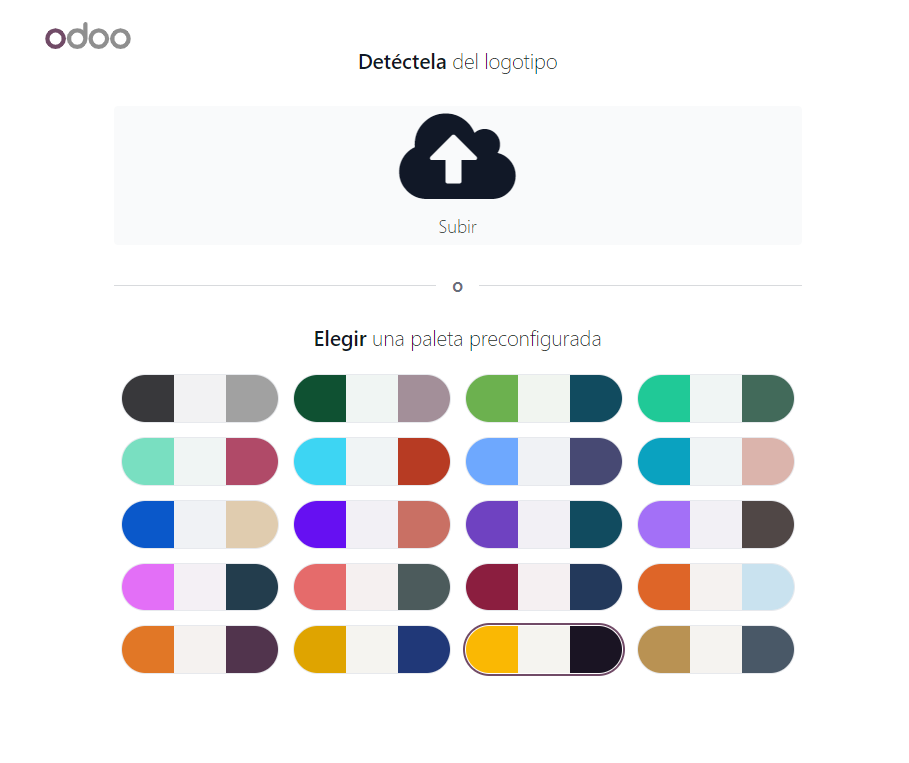 odoo
Detéctela del logotipo
Subir
o
Elegir una paleta preconfigurada